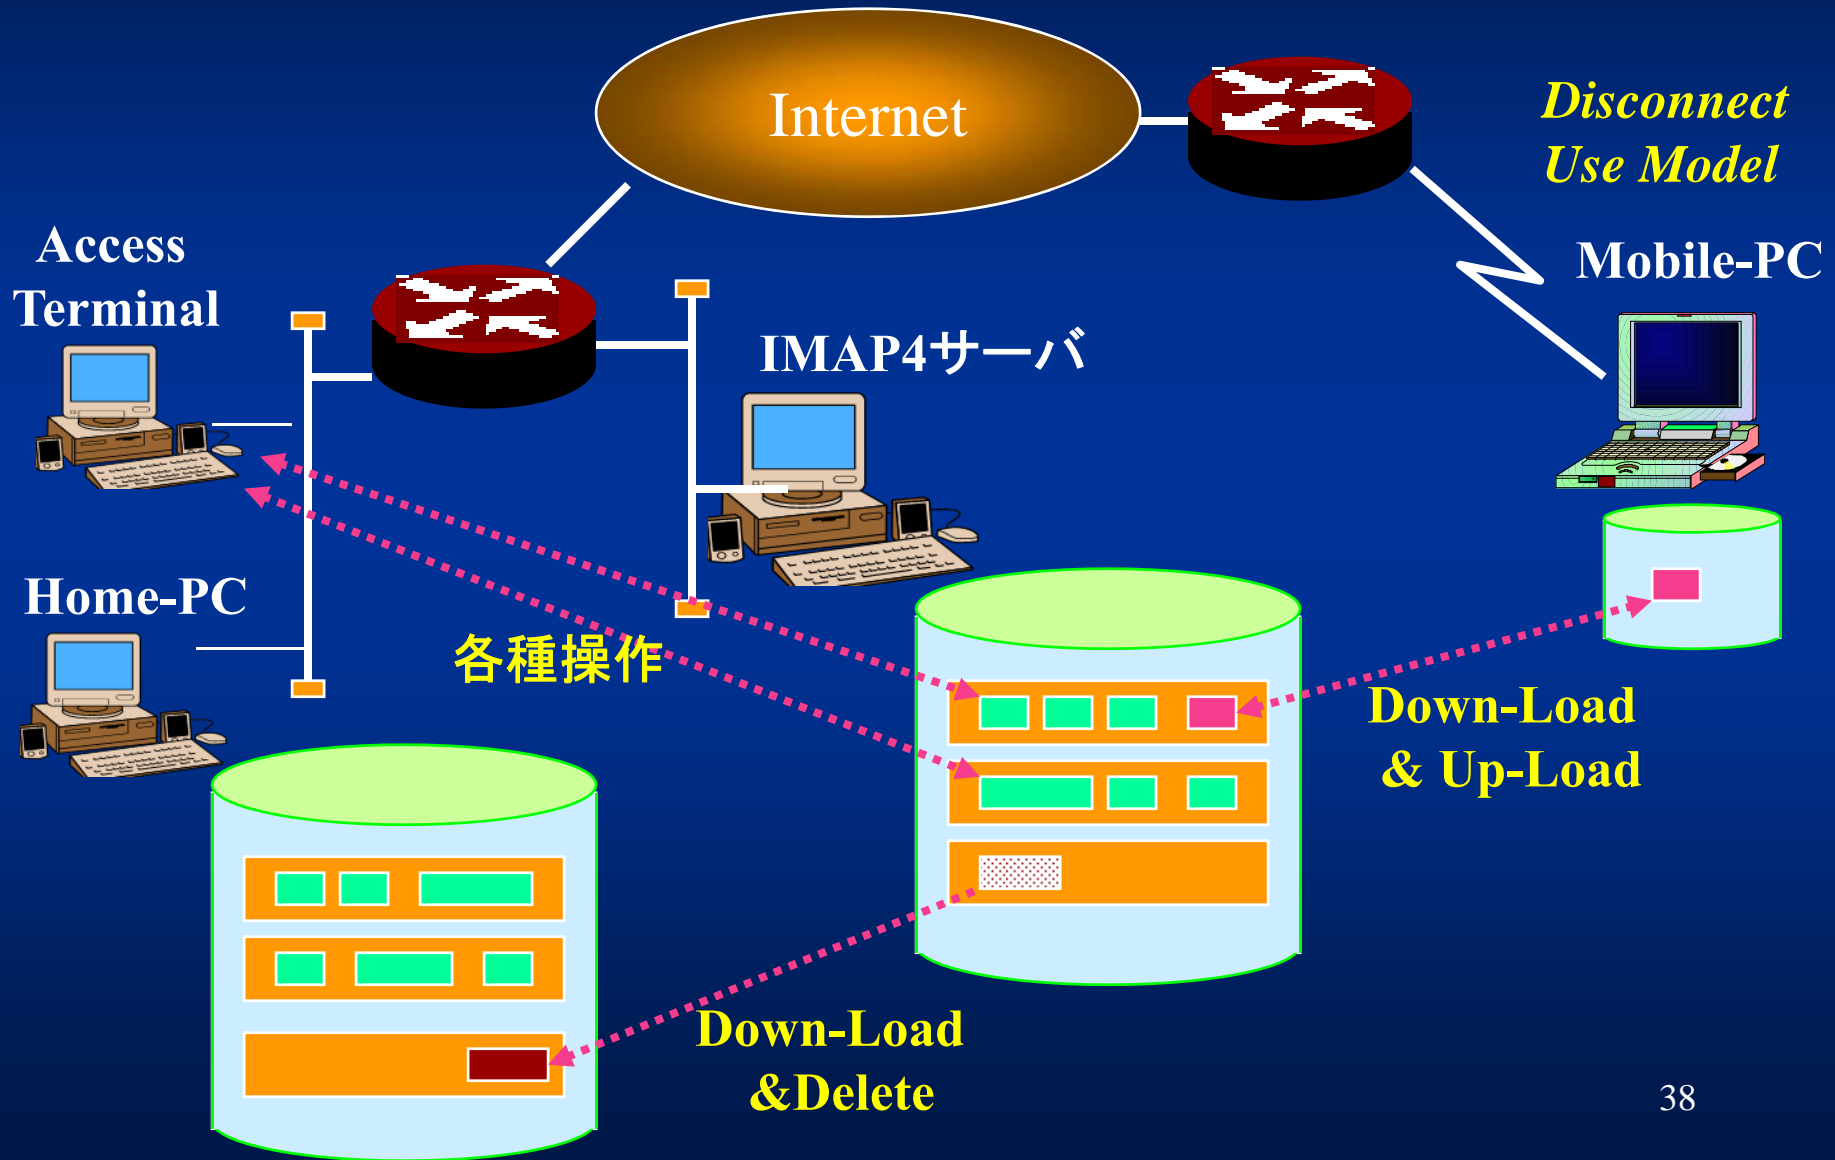 Internet
Disconnect
Use Model
Access
Terminal
Mobile-PC
IMAP4サーバ
Home-PC
各種操作
Down-Load
& Up-Load
Down-Load
&Delete
38